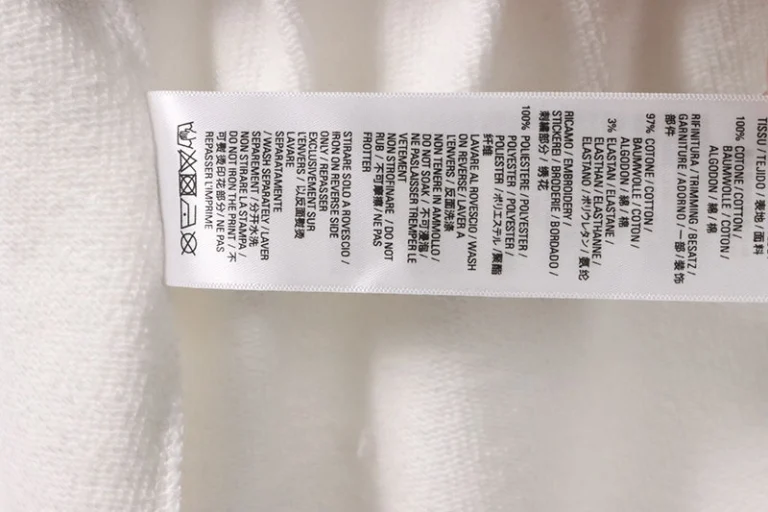 TISSU / TEJIDO / 表地 / 面料
100% COTONE / COTTON /
BAUMWOLLE / COTON /
ALGODON / 綿 / 棉
RIFINITURA / TRIMMING / BESATZ /
GARNITURE / ADORNO / 一部 / 装饰
部件
97% COTONE / COTTON /
BAUMWOLLE / COTON /
ALGODON / 綿 / 棉
3% ELASTAN / ELASTANE /
ELASTHAN / ELASTHANNE /
ELASTANO / ポリウレタン / 氨纶
RICAMO / EMBROIDERY /
STICKEREI / BRODERIE / BORDADO /
刺繍部分 / 绣花
100% POLIESTERE / POLYESTER /
POLYESTER / POLYESTER /
POLIESTER / ポリエステル / 聚酯
纤维
LAVARE AL ROVESCIO / WASH
ON REVERSE / LAVER A
L'ENVERS / 反面洗涤
NON TENERE IN AMMOLLO /
DO NOT SOAK / 不可浸操 /
NE PAS LAISSER TREMPER LE
VETEMENT
NON STROFINARE / DO NOT
RUB / 不可摩擦 / NE PAS
FROTTER
STIRARE SOLO A ROVESCIO /
IRON ON REVERSE SIDE
ONLY / REPASSER
EXCLUSIVEMENT SUR
L'ENVERS / 以反面熨烫
LAVARE
SEPARATAMENTE
/ WASH SEPARATELY / LAVER
SEPAREMENT / 分开水洗
NON STIRARE LA STAMPA /
DO NOT IRON THE PRINT / 不
可熨烫印花部分 / NE PAS
REPASSER L'IMPRIME